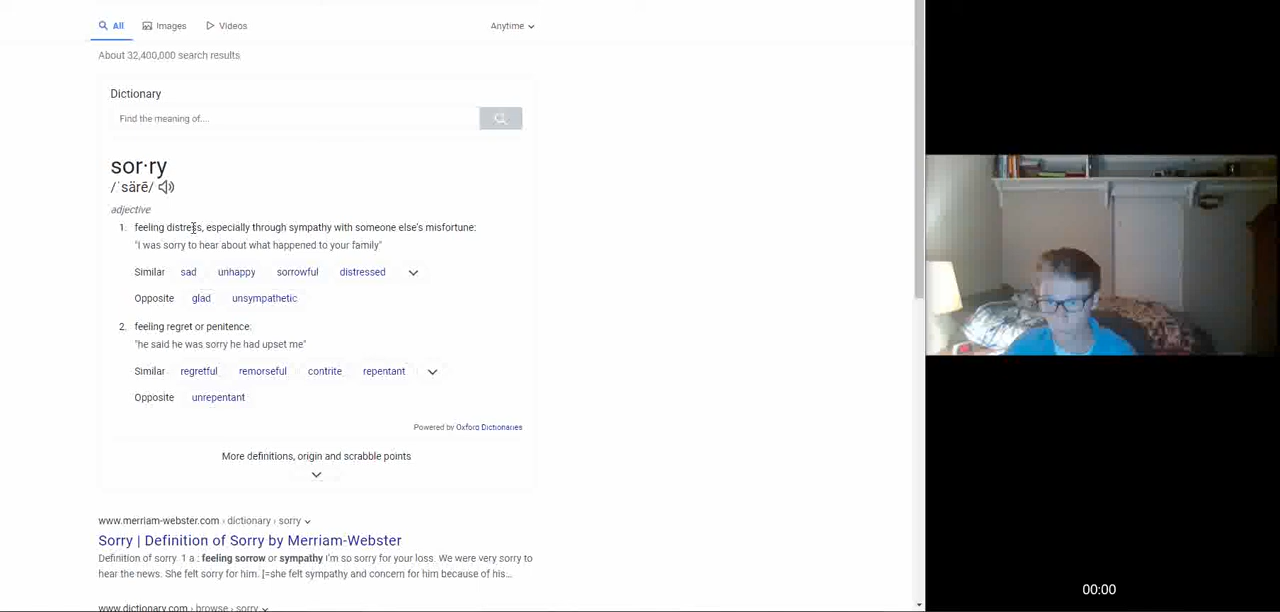 All Images Videos Anytime
About 32,400,000 search results
Dictionary
Find the meaning of....
sor·ry
/ˈsärē/
adjective
1. feeling distress, especially through sympathy with someone else's misfortune:
"I was sorry to hear about what happened to your family"
Similar sad unhappy sorrowful distressed
Opposite glad unsympathetic
2. feeling regret or penitence.
"he said he was sorry he had upset me"
Similar regretful remorseful contrite repentant
Opposite unrepentant
Powered by Oxford Dictionaries
More definitions, origin and scrabble points
www.merriam-webster.com › dictionary › sorry
Sorry | Definition of Sorry by Merriam-Webster
Definition of sorry. 1 a : feeling sorrow or sympathy I'm so sorry for your loss. We were very sorry to
hear the news. She felt sorry for him. [=she felt sympathy and concern for him because of his...
www.dictionary.com › browse › sorry
00:00